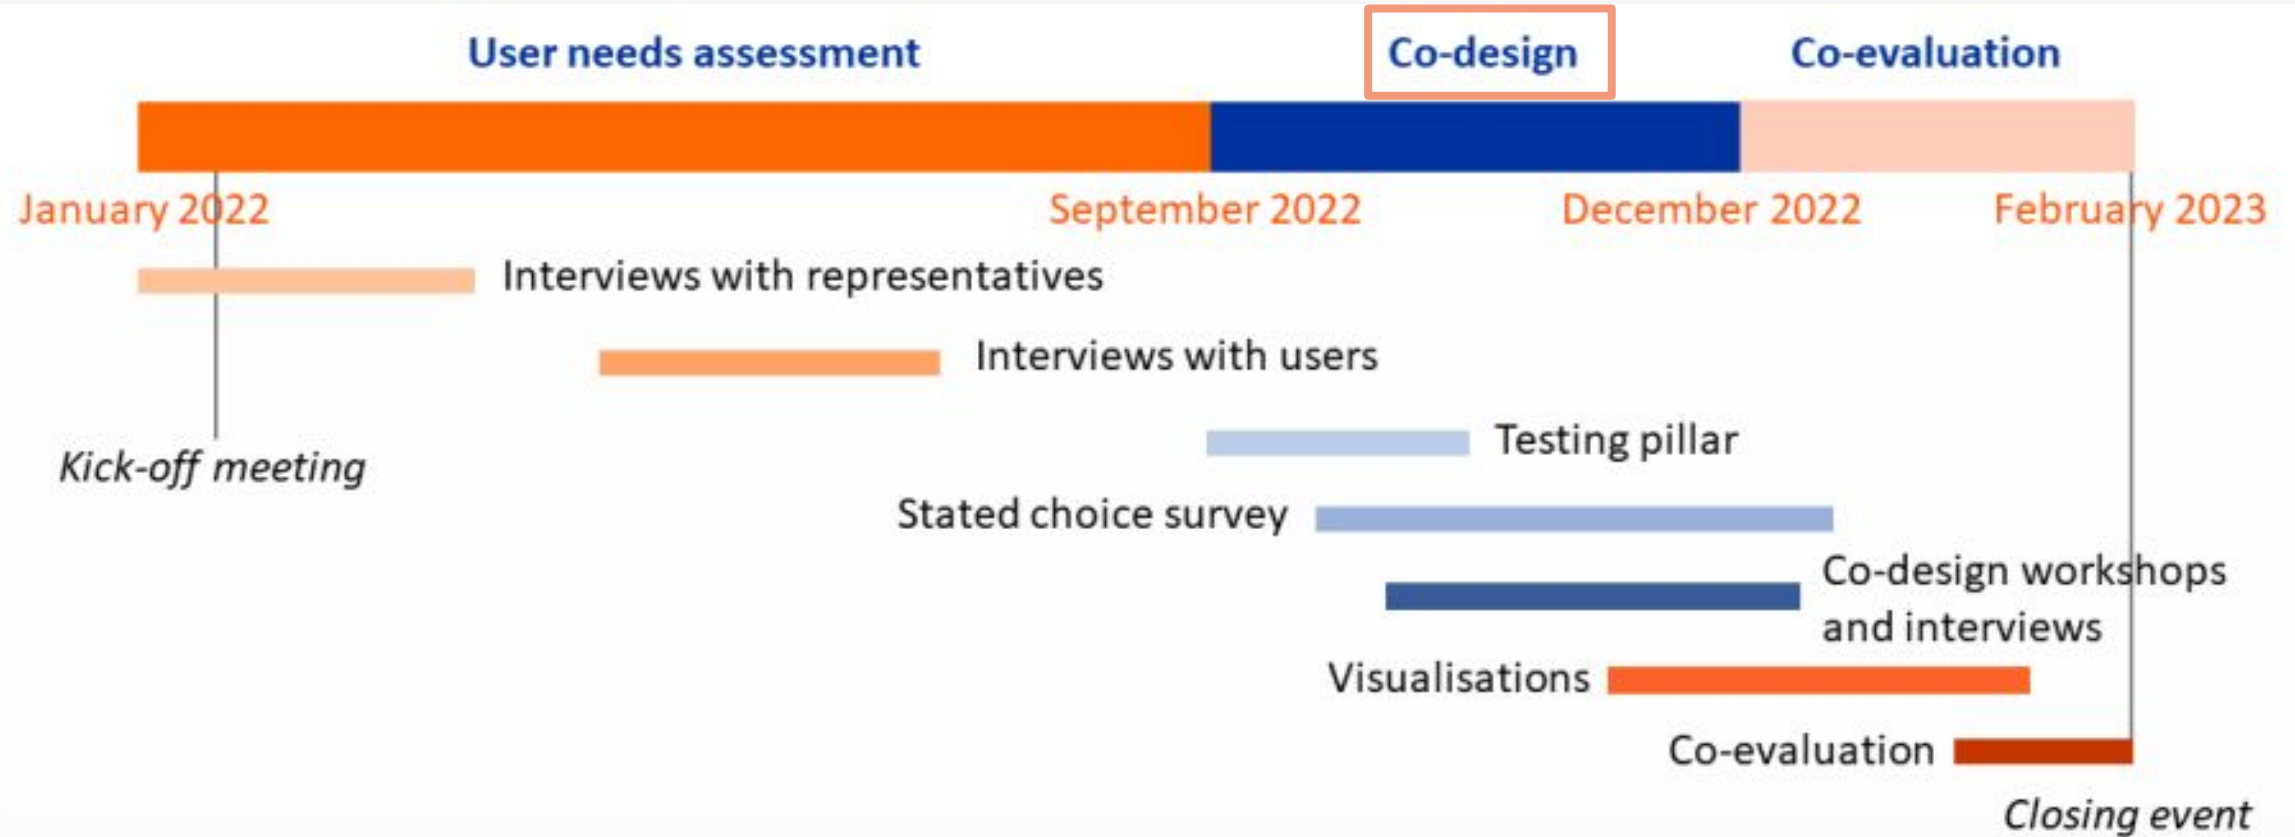 User needs assessment
Co-design
Co-evaluation
January 2022
September 2022
December 2022
February 2023
Interviews with representatives
Interviews with users
Kick-off meeting
Testing pillar
Stated choice survey
Co-design workshops
and interviews
Visualisations
Co-evaluation
Closing event